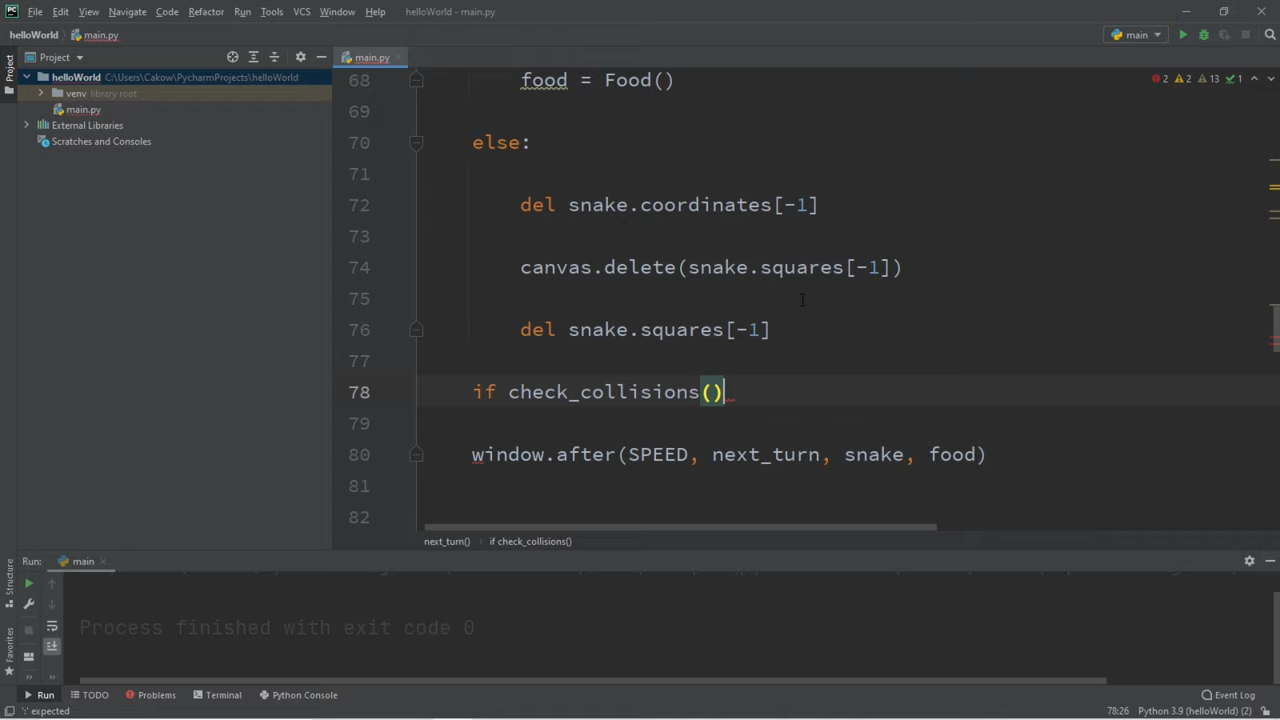 PC File Edit View Navigate Code Refactor Run Tools VCS Window Help helloWorld - main.py
helloWorld main.py main
Project main.py
helloWorld C:\Users\Cakow\PycharmProjects\helloWorld
venv library root
main.py
External Libraries
Scratches and Consoles
Project
Structure
Favorites
2 2 13 1
68 food = Food()
69
70 else:
71
72 del snake.coordinates[-1]
73
74 canvas.delete(snake.squares[-1])
75
76 del snake.squares[-1]
77
78 if check_collisions()
79
80 window.after(SPEED, next_turn, snake, food)
81
82
next_turn() if check_collisions()
Run: main
Process finished with exit code 0
Run TODO Problems Terminal Python Console Event Log
':' expected 78:26 Python 3.9 (helloWorld) (2)